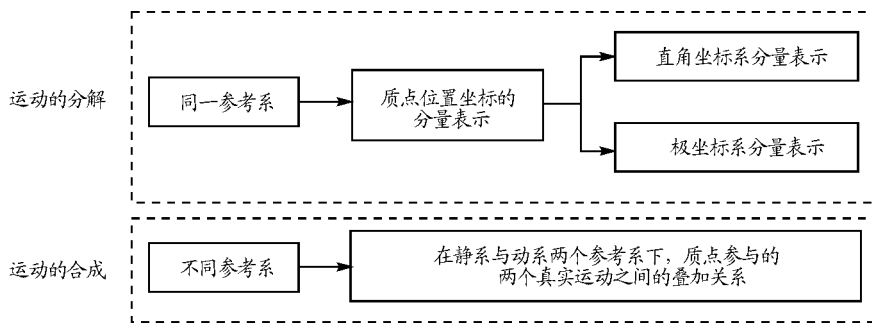 运动的分解
同一参考系
质点位置坐标的
分量表示
直角坐标系分量表示
极坐标系分量表示
运动的合成
不同参考系
在静系与动系两个参考系下，质点参与的
两个真实运动之间的叠加关系